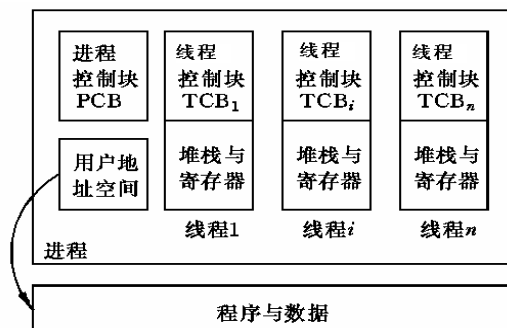 进程
控制块
PCB
线程
控制块
TCB₁
线程
控制块
TCBᵢ
线程
控制块
TCBₙ
用户地
址空间
堆栈与
寄存器
堆栈与
寄存器
堆栈与
寄存器
线程1
线程i
线程n
进程
程序与数据